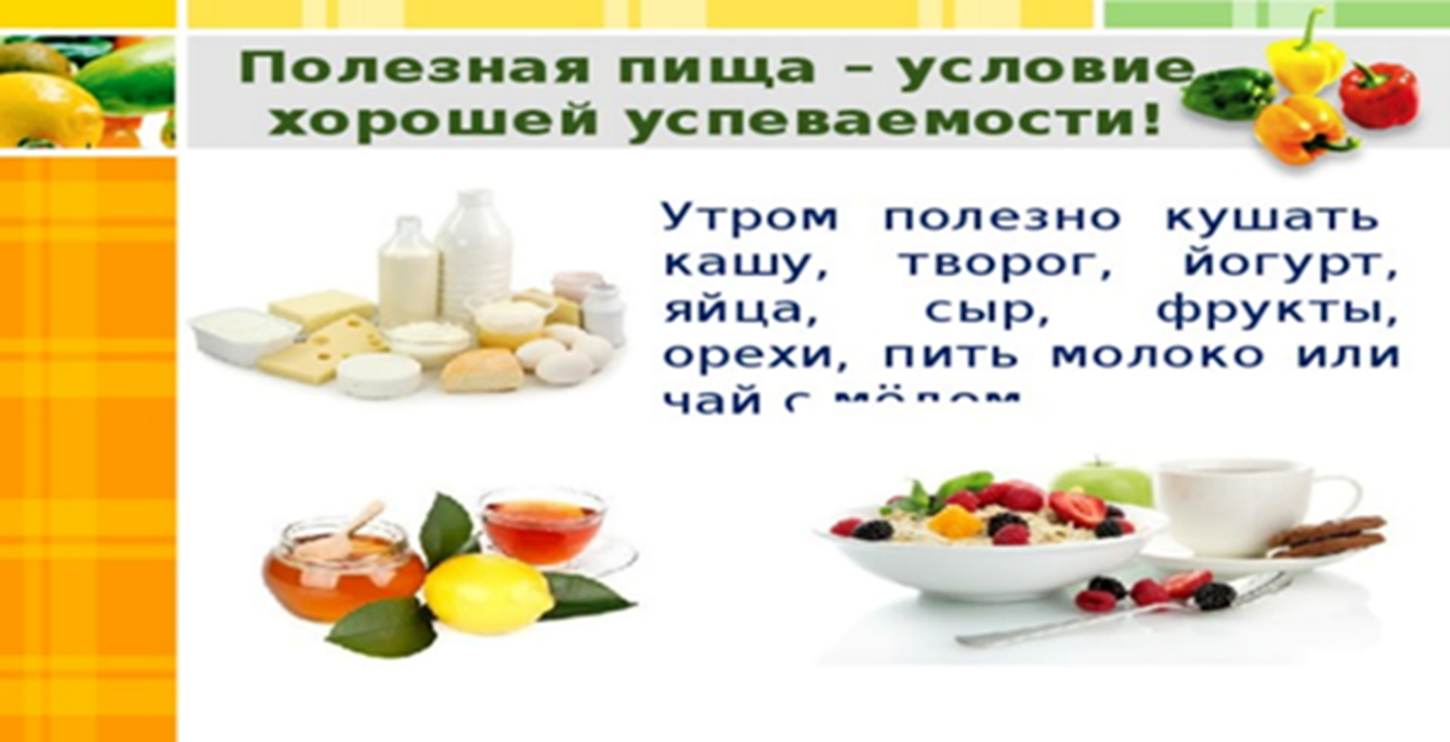 Полезная пища – условие
хорошей успеваемости!
Утром полезно кушать
кашу, творог, йогурт,
яйца, сыр, фрукты,
орехи, пить молоко или
чай с мёдом